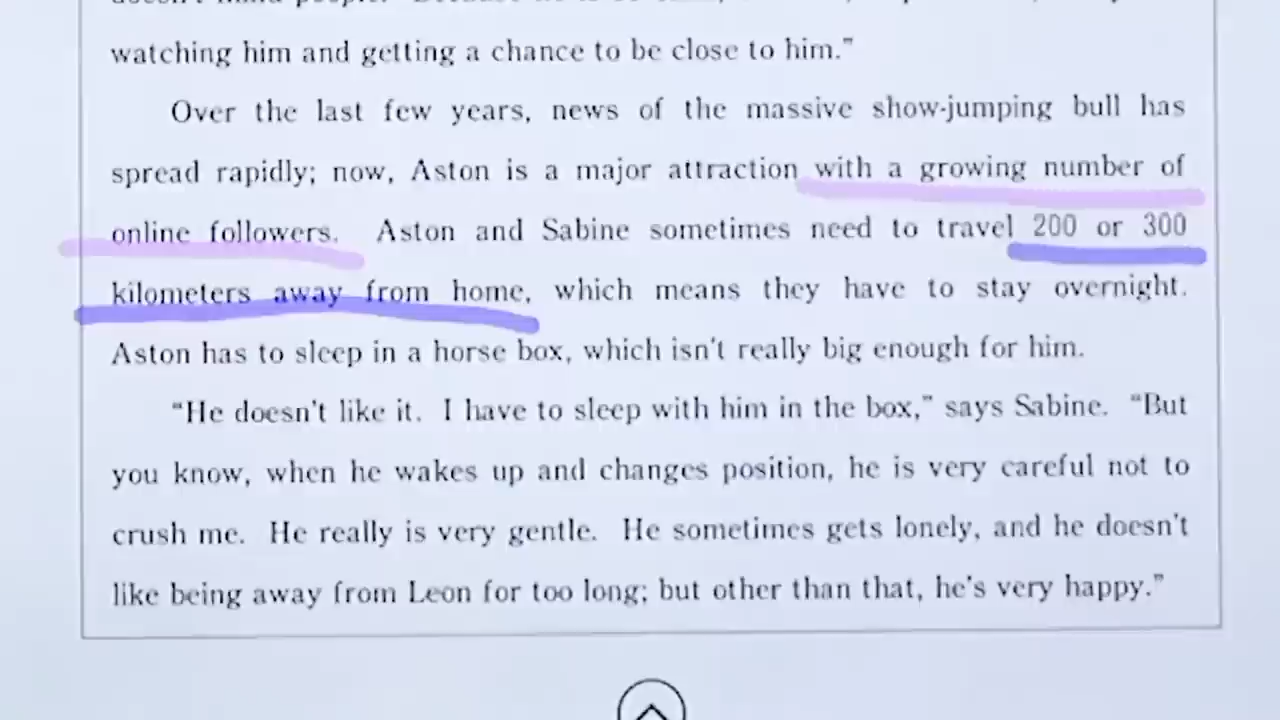 watching him and getting a chance to be close to him.”
Over the last few years, news of the massive show-jumping bull has
spread rapidly; now, Aston is a major attraction with a growing number of
online followers. Aston and Sabine sometimes need to travel 200 or 300
kilometers away from home, which means they have to stay overnight.
Aston has to sleep in a horse box, which isn't really big enough for him.
“He doesn't like it. I have to sleep with him in the box,” says Sabine. “But
you know, when he wakes up and changes position, he is very careful not to
crush me. He really is very gentle. He sometimes gets lonely, and he doesn't
like being away from Leon for too long; but other than that, he's very happy.”